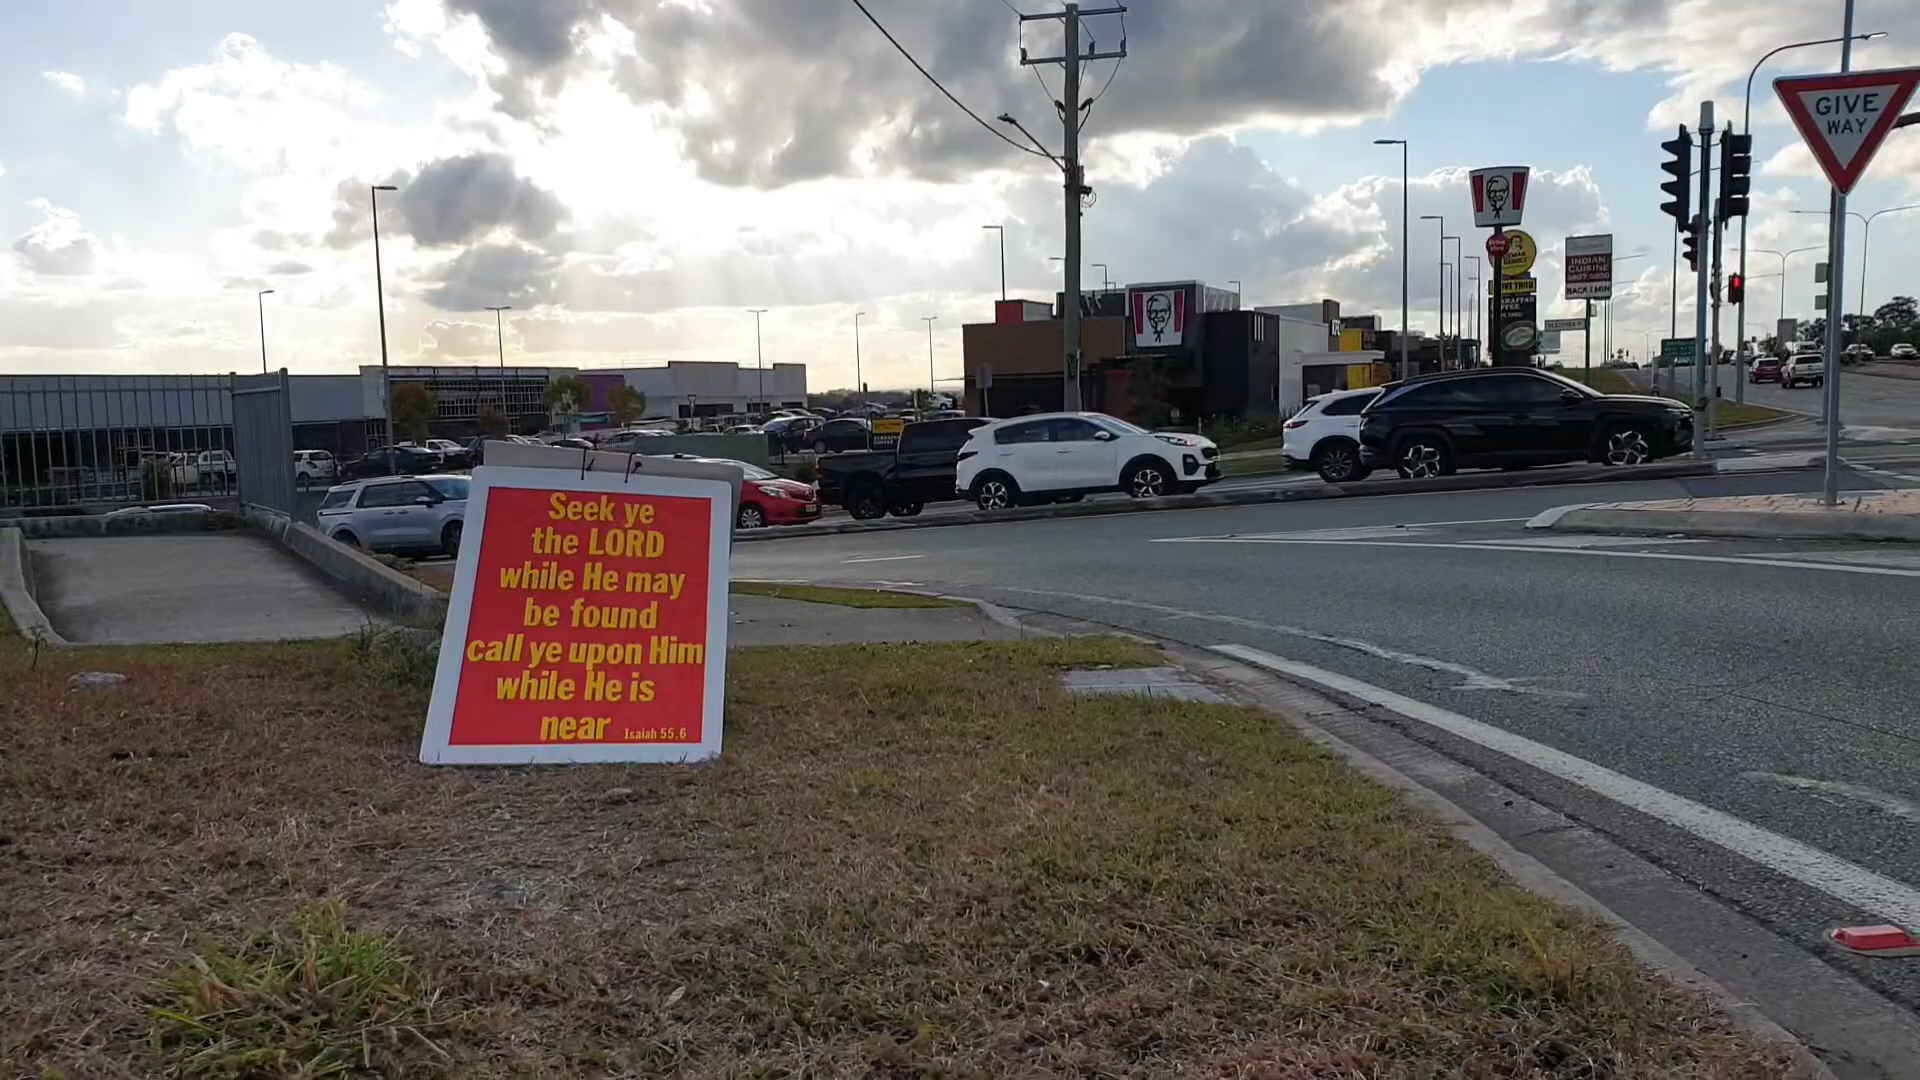 Seek ye
the LORD
while He may
be found
call ye upon Him
while He is
near
Isaiah 55.6
GIVE
WAY
INDIAN
CUISINE
BACK 1 MIN